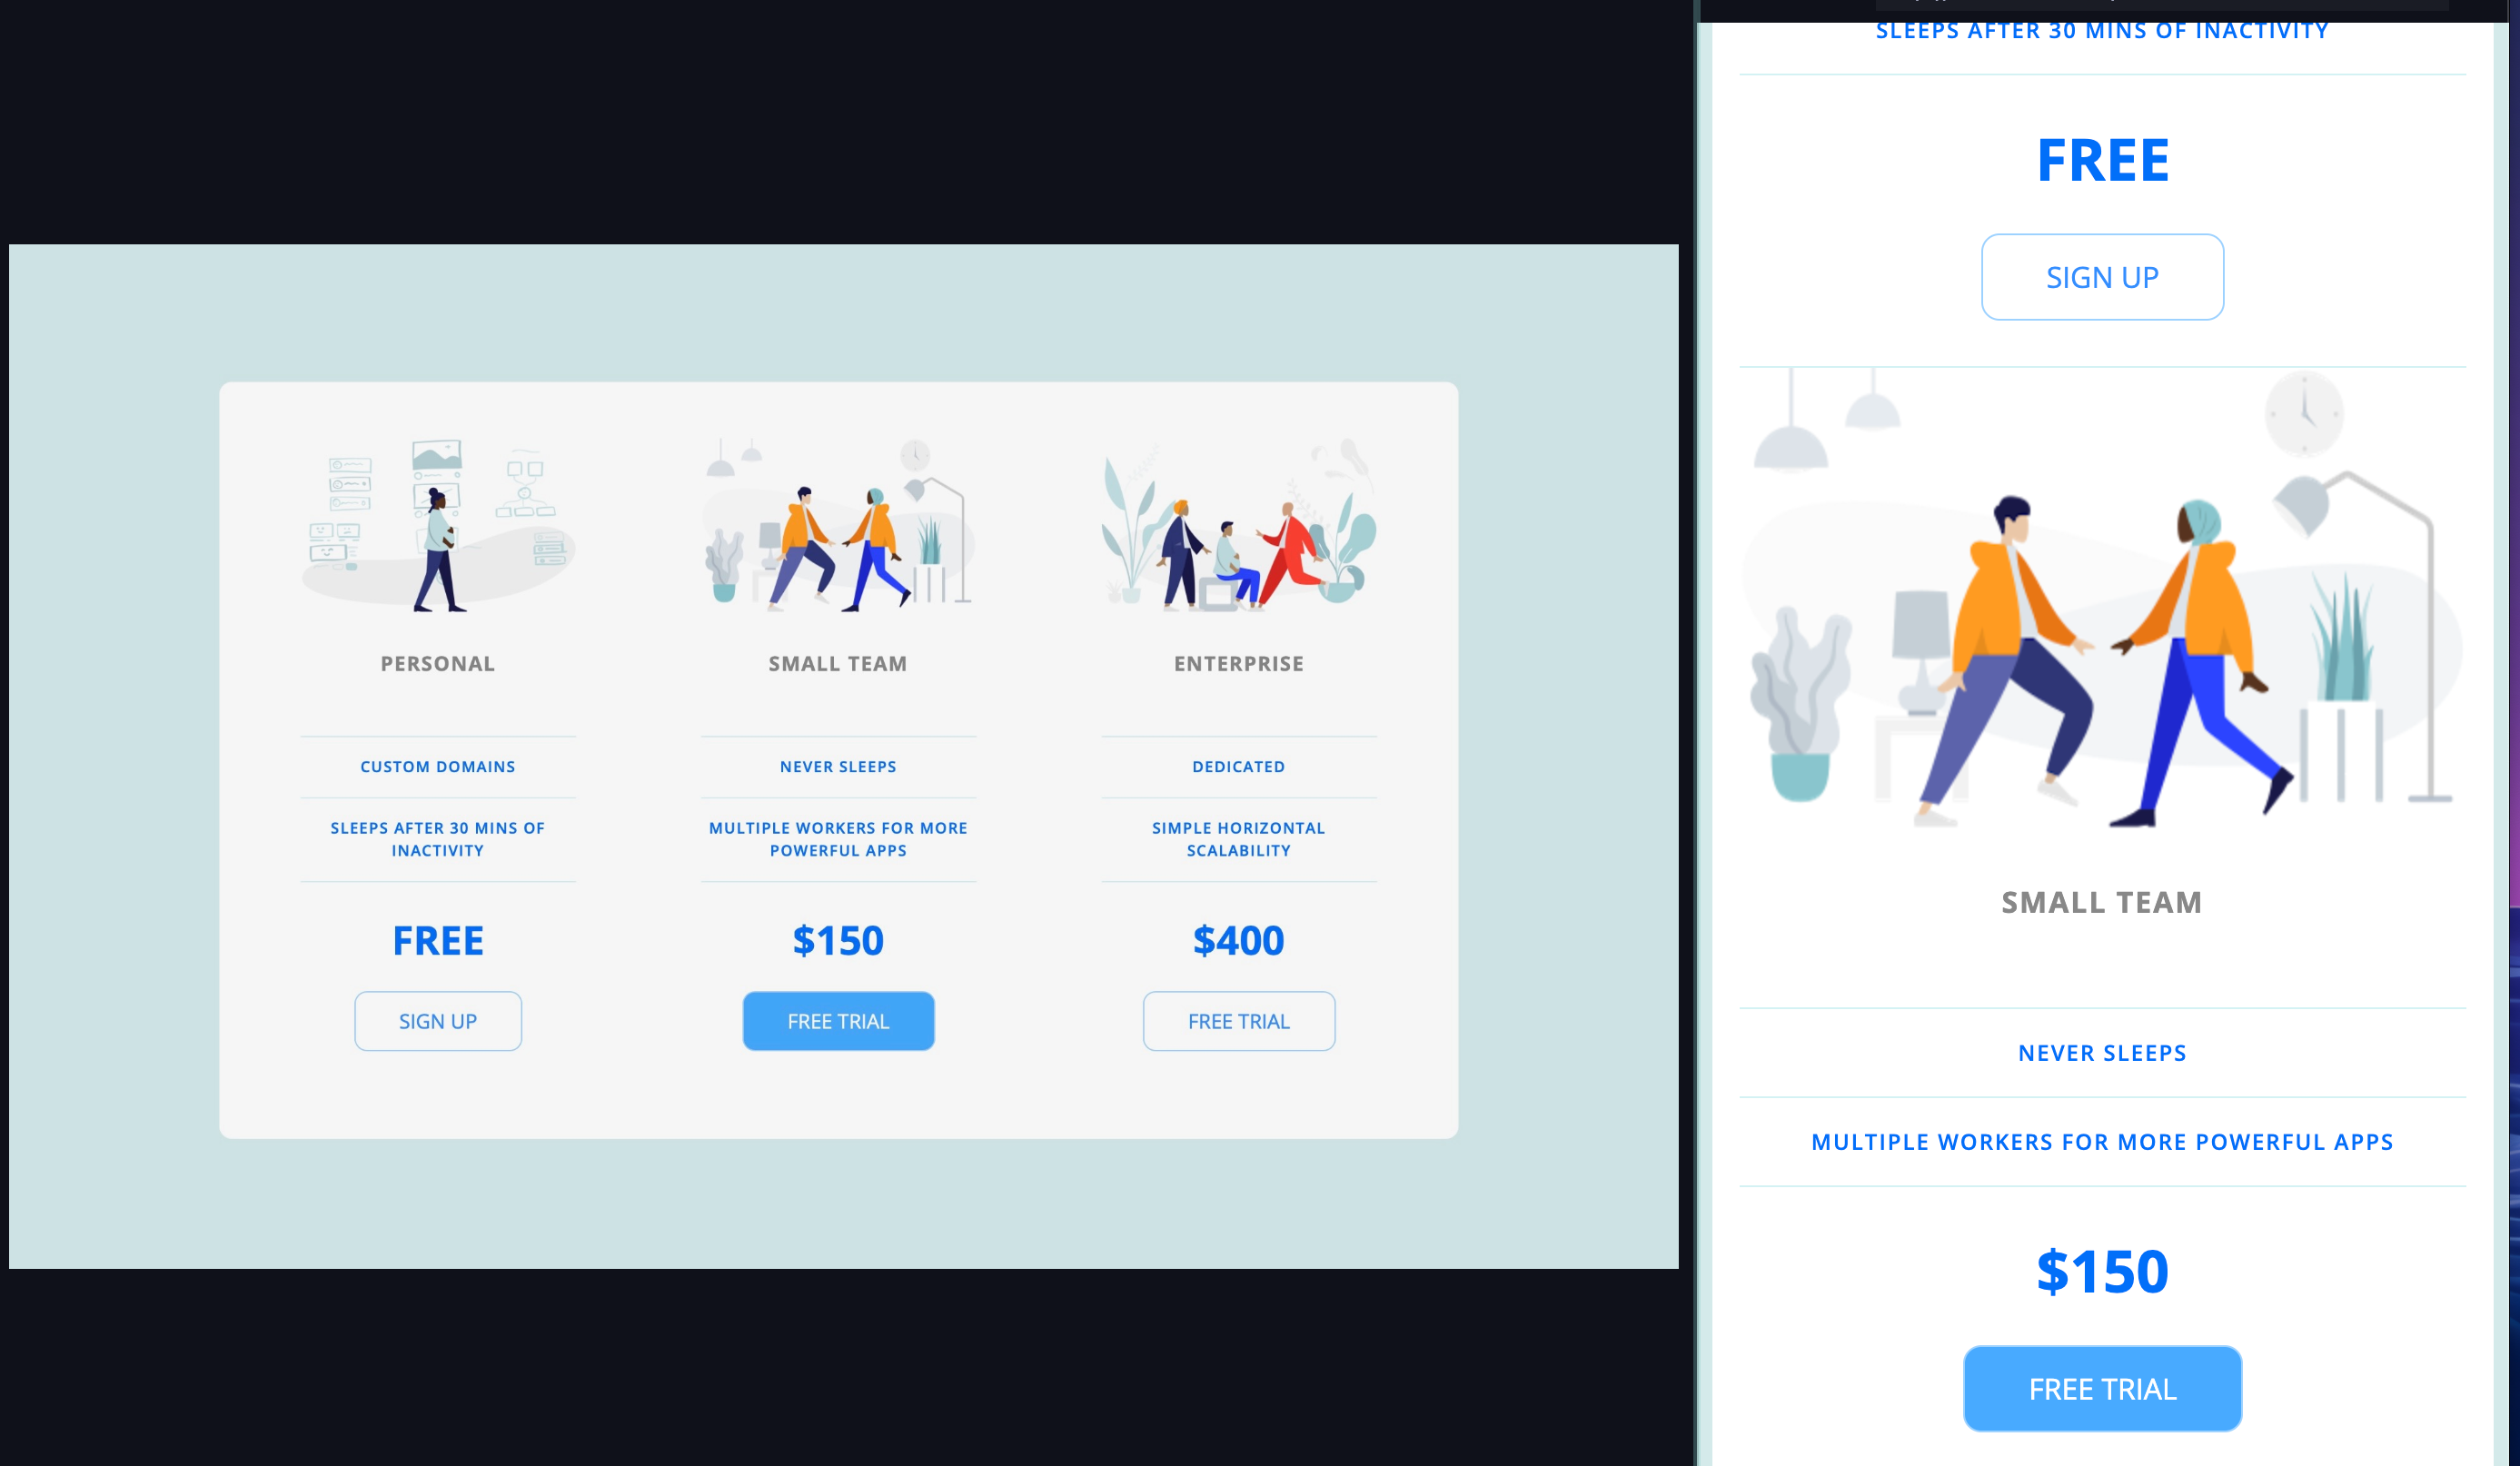 PERSONAL
CUSTOM DOMAINS
SLEEPS AFTER 30 MINS OF
INACTIVITY
FREE
SIGN UP
SMALL TEAM
NEVER SLEEPS
MULTIPLE WORKERS FOR MORE
POWERFUL APPS
$150
FREE TRIAL
ENTERPRISE
DEDICATED
SIMPLE HORIZONTAL
SCALABILITY
$400
FREE TRIAL
SLEEPS AFTER 30 MINS OF INACTIVITY
FREE
SIGN UP
SMALL TEAM
NEVER SLEEPS
MULTIPLE WORKERS FOR MORE POWERFUL APPS
$150
FREE TRIAL